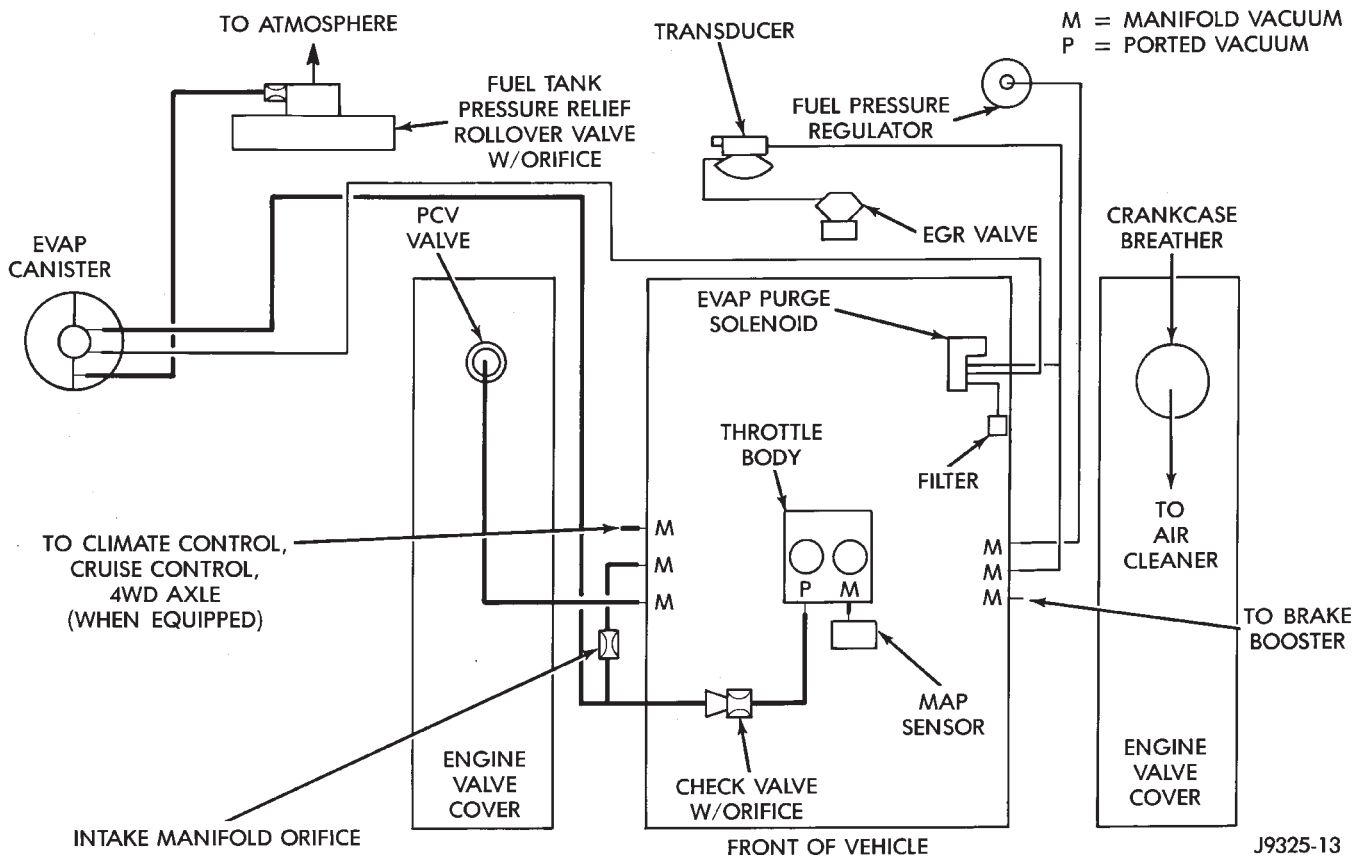 TO ATMOSPHERE
M = MANIFOLD VACUUM
P = PORTED VACUUM
TRANSDUCER
FUEL TANK
PRESSURE RELIEF
ROLLOVER VALVE
W/ORIFICE
FUEL PRESSURE
REGULATOR
PCV
VALVE
EVAP
CANISTER
EGR VALVE
CRANKCASE
BREATHER
EVAP PURGE
SOLENOID
THROTTLE
BODY
FILTER
TO
AIR
CLEANER
TO CLIMATE CONTROL,
CRUISE CONTROL,
4WD AXLE
(WHEN EQUIPPED)
M
M
M
P M
M
M
M
TO BRAKE
BOOSTER
MAP
SENSOR
ENGINE
VALVE
COVER
CHECK VALVE
W/ORIFICE
ENGINE
VALVE
COVER
INTAKE MANIFOLD ORIFICE
FRONT OF VEHICLE
J9325-13